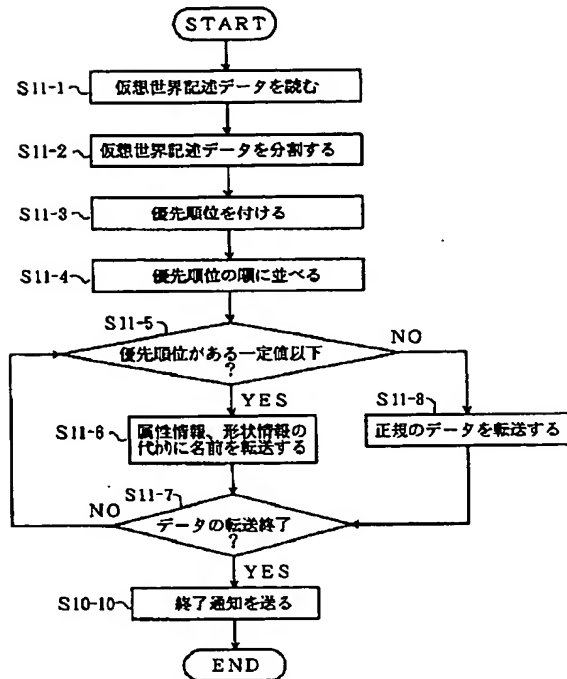 START
S11-1
仮想世界記述データを読む
S11-2
仮想世界記述データを分割する
S11-3
優先順位を付ける
S11-4
優先順位の順に並べる
S11-5
優先順位がある一定値以下
?
NO
YES
S11-6
属性情報、形状情報の
代わりに名前を転送する
S11-8
正規のデータを転送する
S11-7
NO
データの転送終了
?
YES
S10-10
終了通知を送る
END